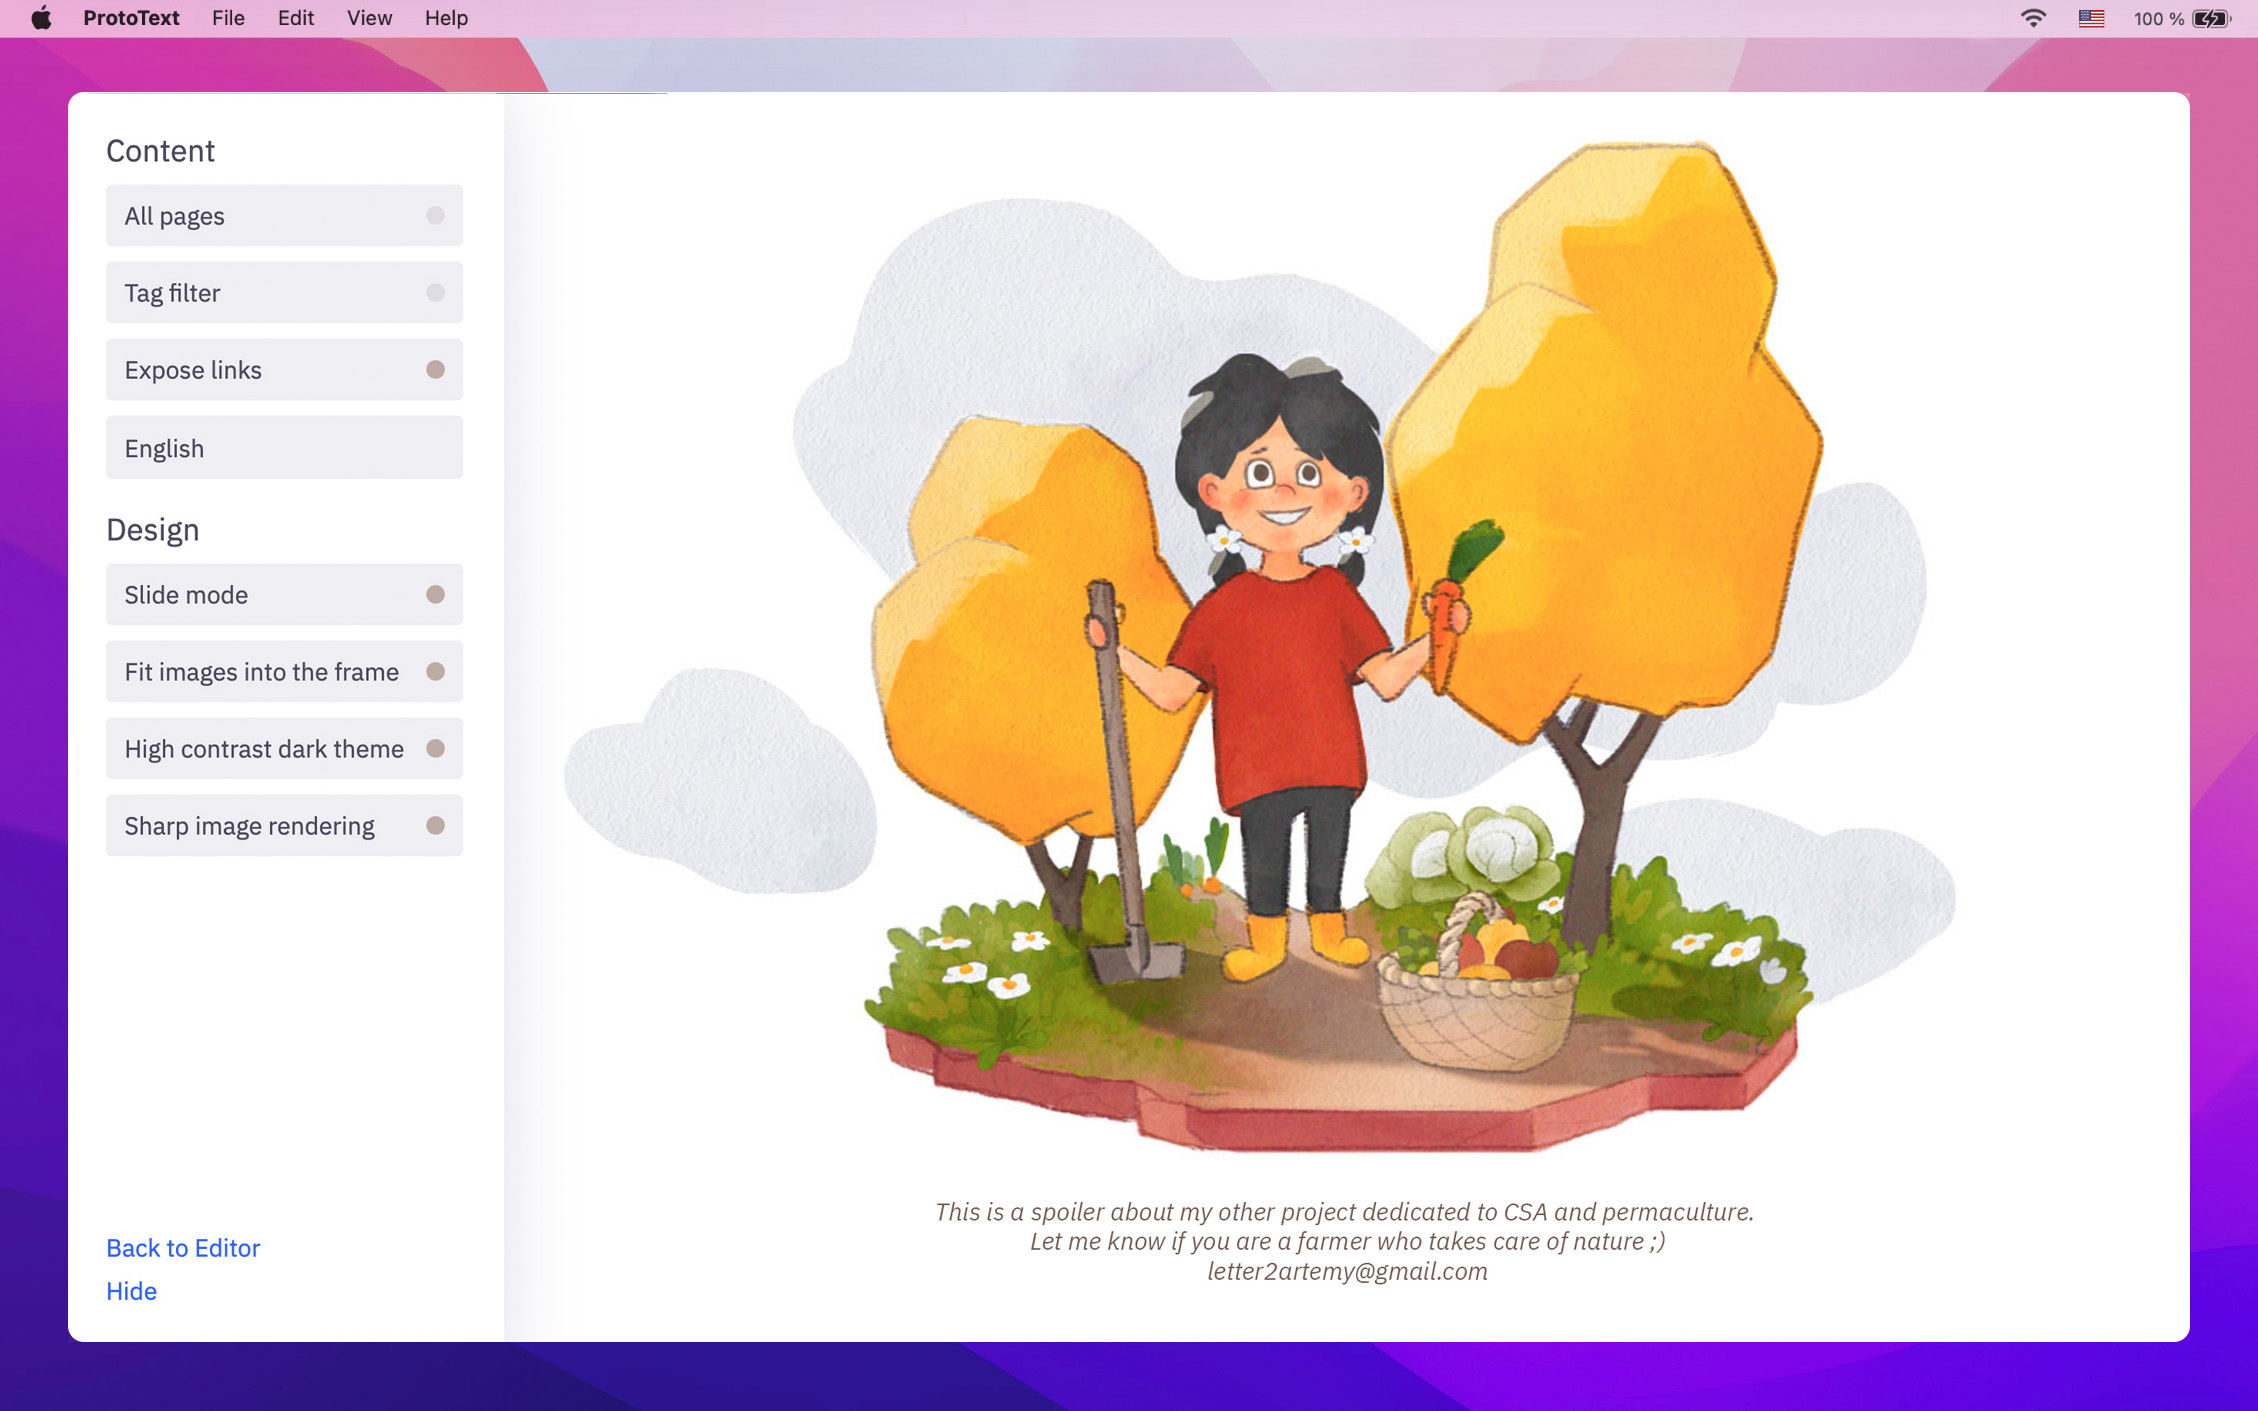 ProtoText File Edit View Help 100 %
Content
All pages
Tag filter
Expose links
English
Design
Slide mode
Fit images into the frame
High contrast dark theme
Sharp image rendering
Back to Editor
Hide
This is a spoiler about my other project dedicated to CSA and permaculture.
Let me know if you are a farmer who takes care of nature ;)
letter2artemy@gmail.com